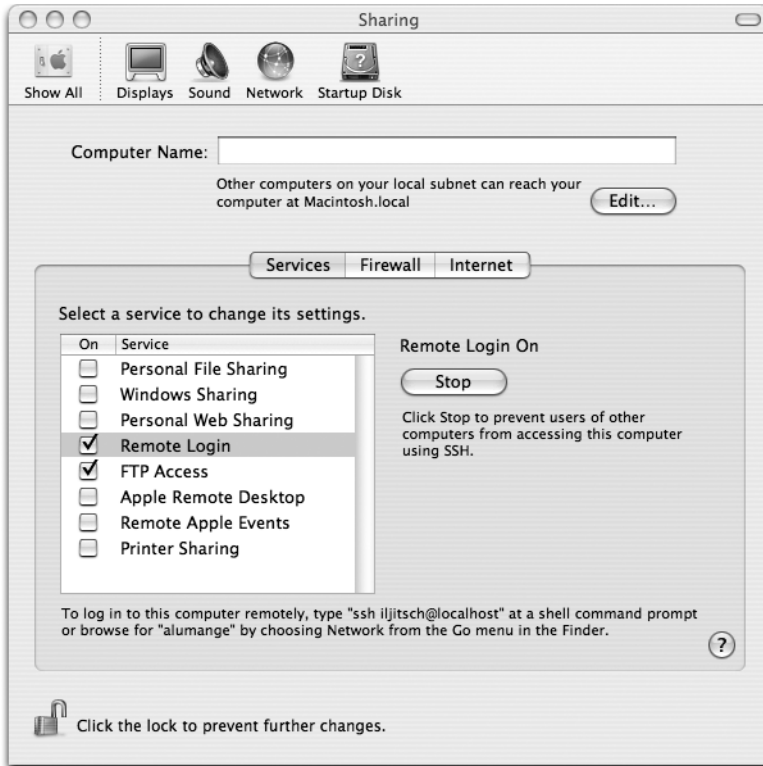 Sharing
Show All Displays Sound Network Startup Disk
Computer Name:
Other computers on your local subnet can reach your
computer at Macintosh.local
Edit...
Services Firewall Internet
Select a service to change its settings.
On Service
Personal File Sharing
Windows Sharing
Personal Web Sharing
Remote Login
FTP Access
Apple Remote Desktop
Remote Apple Events
Printer Sharing
Remote Login On
Stop
Click Stop to prevent users of other
computers from accessing this computer
using SSH.
To log in to this computer remotely, type "ssh iljitsch@localhost" at a shell command prompt
or browse for "alumange" by choosing Network from the Go menu in the Finder.
?
Click the lock to prevent further changes.